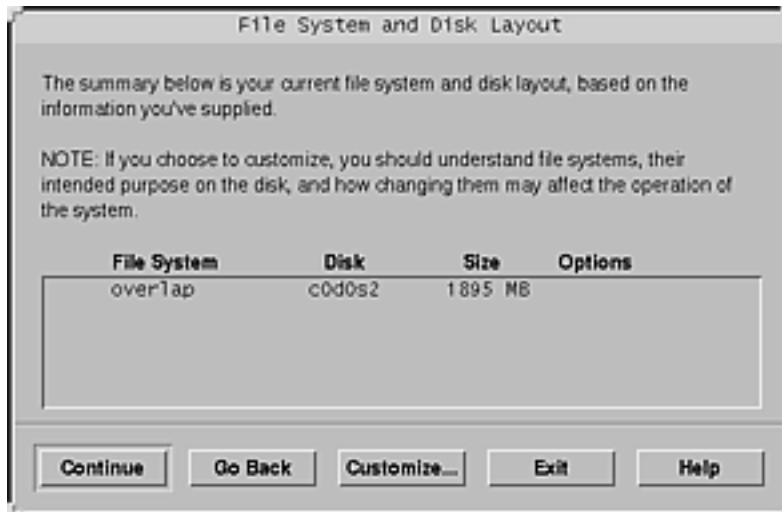 File System and Disk Layout
The summary below is your current file system and disk layout, based on the
information you've supplied.
NOTE: If you choose to customize, you should understand file systems, their
intended purpose on the disk, and how changing them may affect the operation of
the system.
File System Disk Size Options
overlap c0d0s2 1895 MB
Continue Go Back Customize... Exit Help